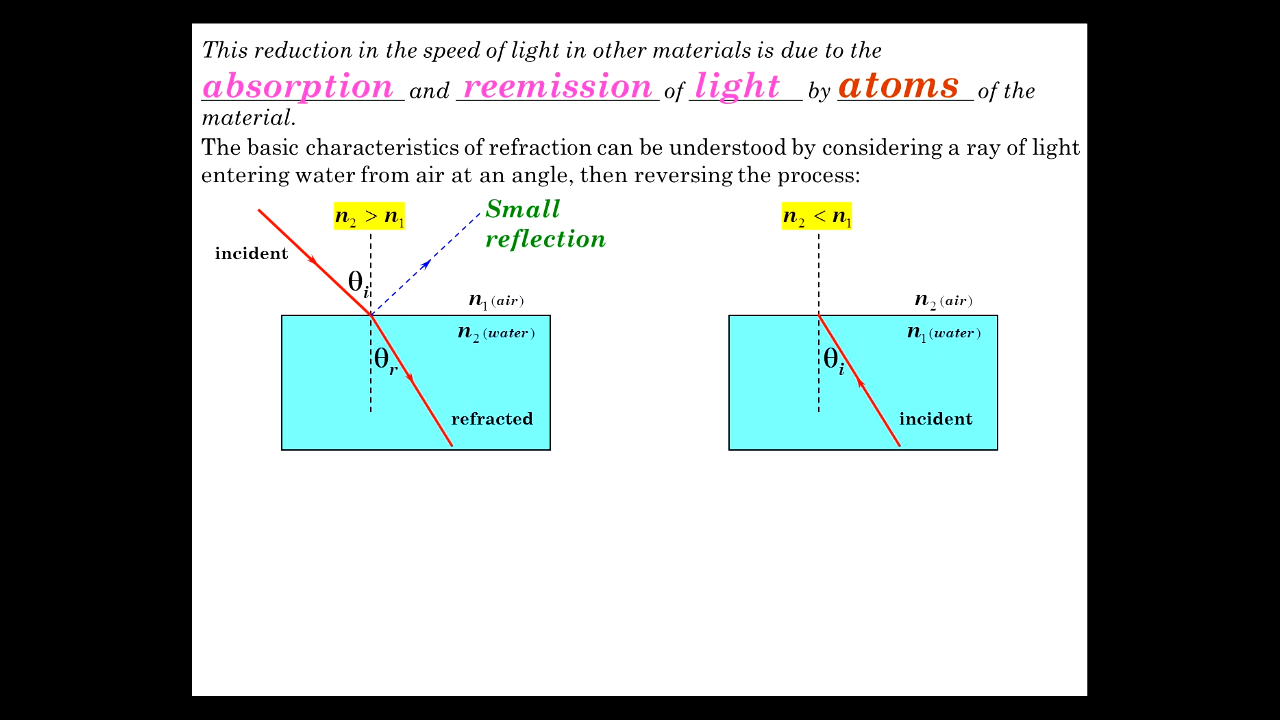 This reduction in the speed of light in other materials is due to the
absorption and reemission of light by atoms of the
material.
The basic characteristics of refraction can be understood by considering a ray of light
entering water from air at an angle, then reversing the process:
n₂ > n₁
Small
reflection
incident
θᵢ
n₁ (air)
n₂ (water)
θᵣ
refracted
n₂ < n₁
n₂ (air)
n₁ (water)
θᵢ
incident